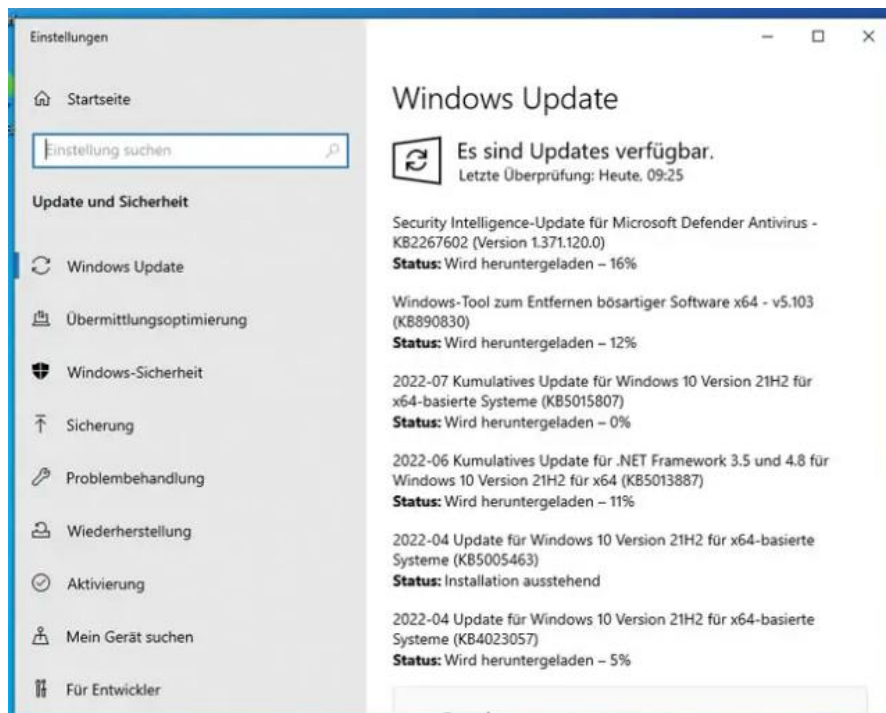 Einstellungen
Startseite
Einstellung suchen
Update und Sicherheit
Windows Update
Übermittlungsoptimierung
Windows-Sicherheit
Sicherung
Problembehandlung
Wiederherstellung
Aktivierung
Mein Gerät suchen
Für Entwickler
Windows Update
Es sind Updates verfügbar.
Letzte Überprüfung: Heute, 09:25
Security Intelligence-Update für Microsoft Defender Antivirus -
KB2267602 (Version 1.371.120.0)
Status: Wird heruntergeladen – 16%
Windows-Tool zum Entfernen bösartiger Software x64 - v5.103
(KB890830)
Status: Wird heruntergeladen – 12%
2022-07 Kumulatives Update für Windows 10 Version 21H2 für
x64-basierte Systeme (KB5015807)
Status: Wird heruntergeladen – 0%
2022-06 Kumulatives Update für .NET Framework 3.5 und 4.8 für
Windows 10 Version 21H2 für x64 (KB5013887)
Status: Wird heruntergeladen – 11%
2022-04 Update für Windows 10 Version 21H2 für x64-basierte
Systeme (KB5005463)
Status: Installation ausstehend
2022-04 Update für Windows 10 Version 21H2 für x64-basierte
Systeme (KB4023057)
Status: Wird heruntergeladen – 5%